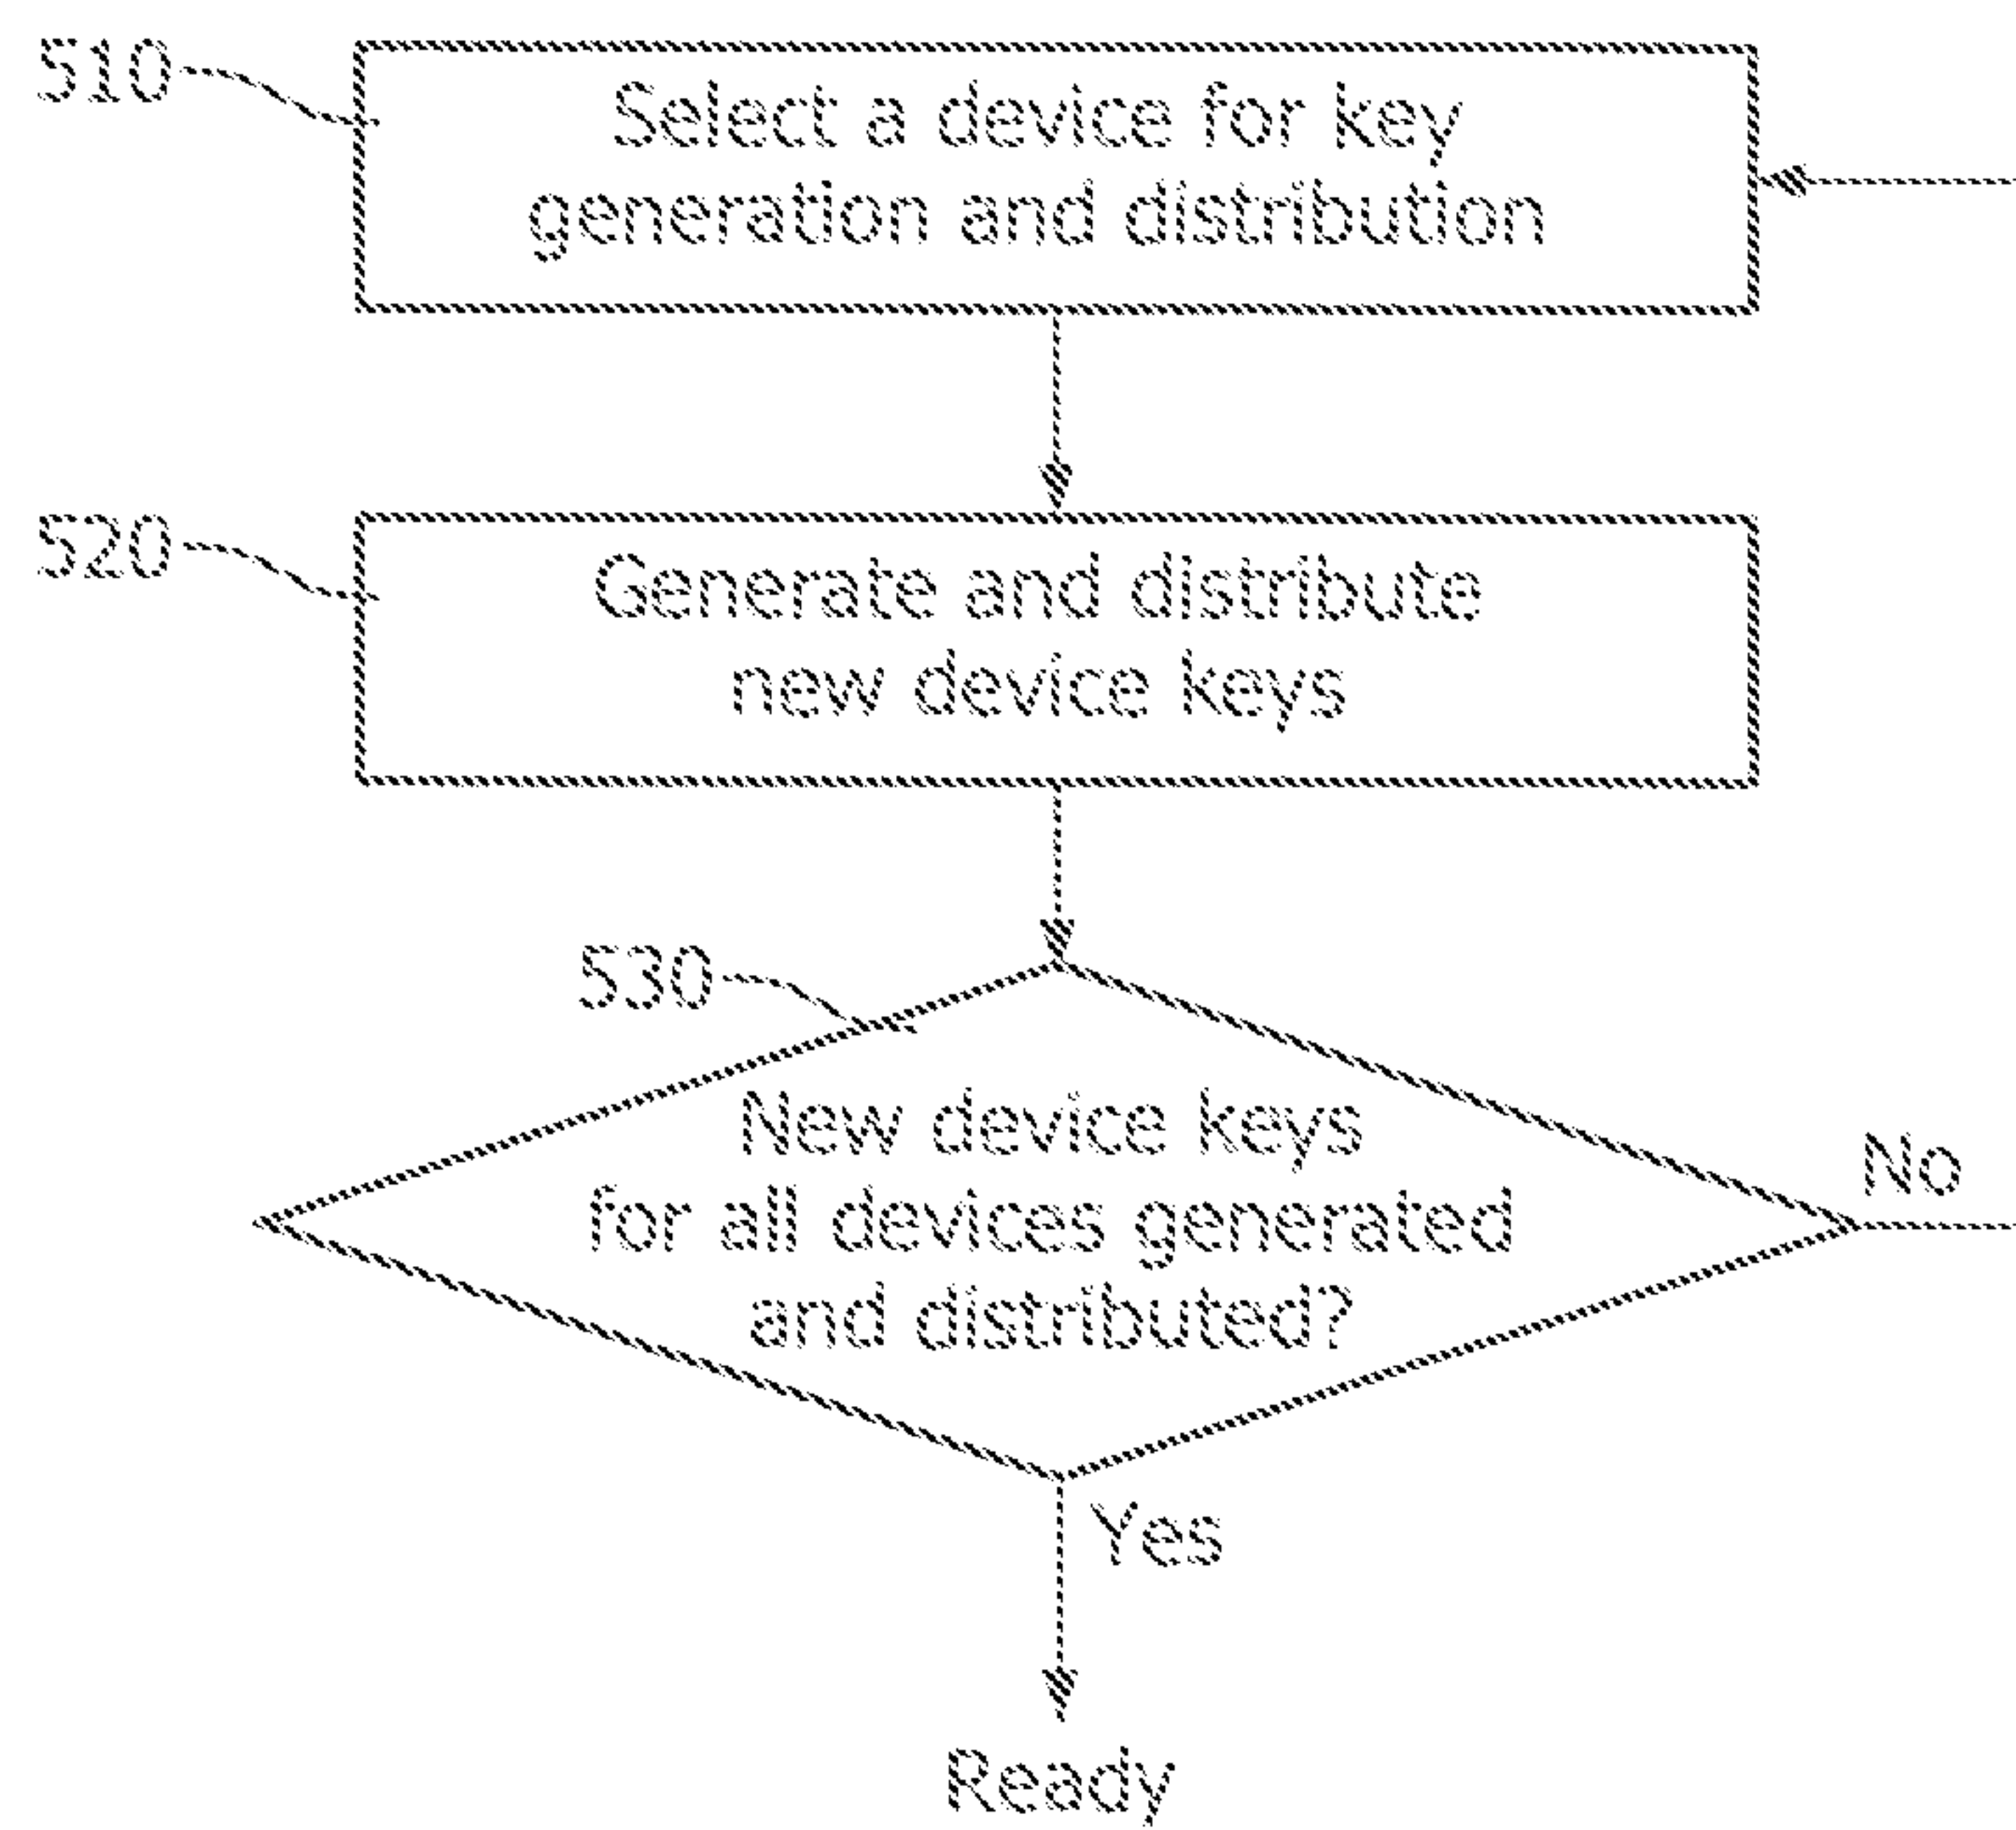 510
Select a device for key
generation and distribution
520
Generate and distribute
new device keys
530
New device keys
for all devices generated
and distributed?
No
Yes
Ready